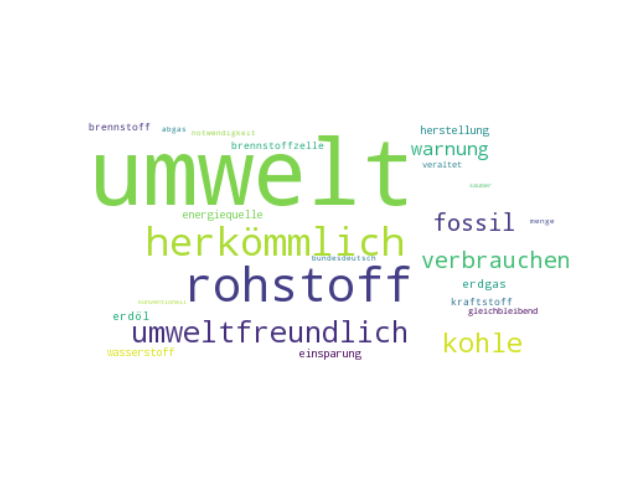 brennstoff
abgas
notwendigkeit
herstellung
umwelt
brennstoffzelle
warnung
veraltet
sauber
energiequelle
fossil
menge
herkömmlich
bundesdeutsch
verbrauchen
rohstoff
erdgas
konventionell
kraftstoff
gleichbleibend
erdöl
umweltfreundlich
kohle
wasserstoff
einsparung